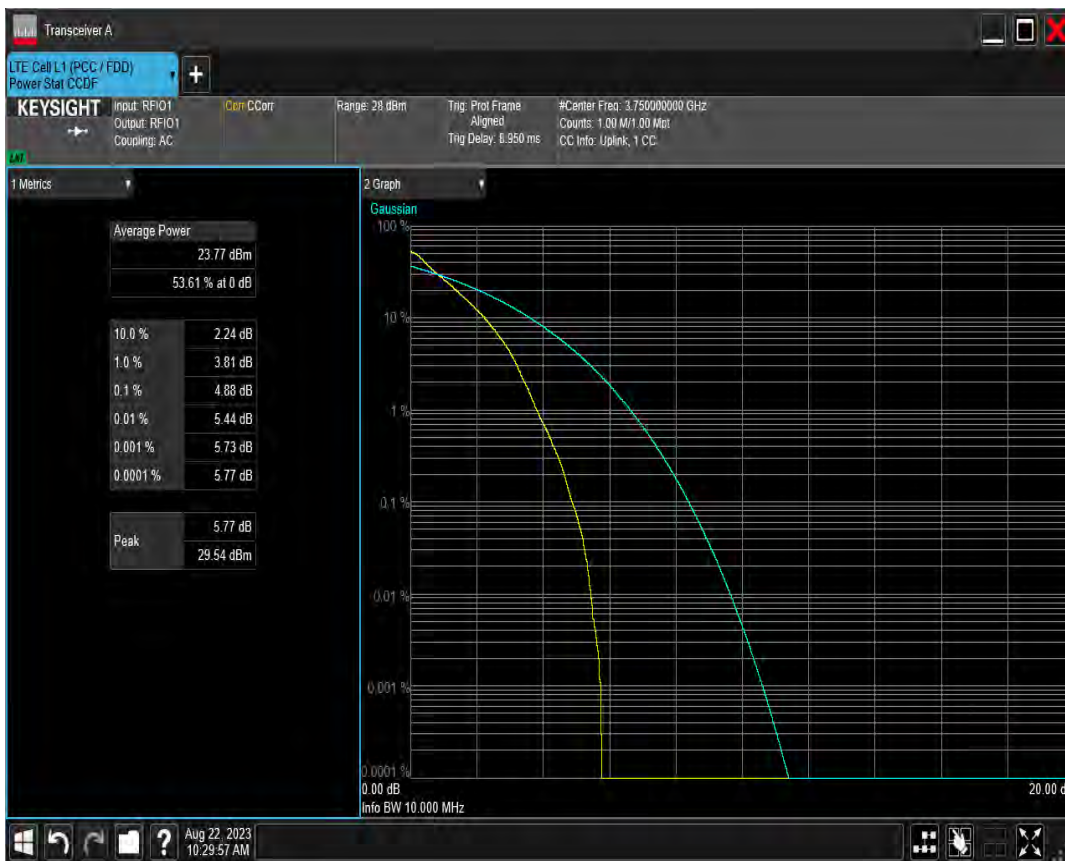 Transceiver A
LTE Cell L1 (PCC / FDD)
Power Stat CCDF
+
KEYSIGHT
LXI
Input: RFIO1
Output: RFIO1
Coupling: AC
Corr CCorr
Range: 28 dBm
Trig: Prot Frame
Aligned
Trig Delay: 8.950 ms
#Center Freq: 3.750000000 GHz
Counts: 1.00 M/1.00 Mpt
CC Info: Uplink, 1 CC
1 Metrics
Average Power
23.77 dBm
53.61 % at 0 dB
10.0 % 2.24 dB
1.0 % 3.81 dB
0.1 % 4.88 dB
0.01 % 5.44 dB
0.001 % 5.73 dB
0.0001 % 5.77 dB
Peak
5.77 dB
29.54 dBm
2 Graph
Gaussian
100 %
10 %
1 %
0.1 %
0.01 %
0.001 %
0.0001 %
0.00 dB
20.00 d
Info BW 10.000 MHz
?
Aug 22, 2023
10:29:57 AM